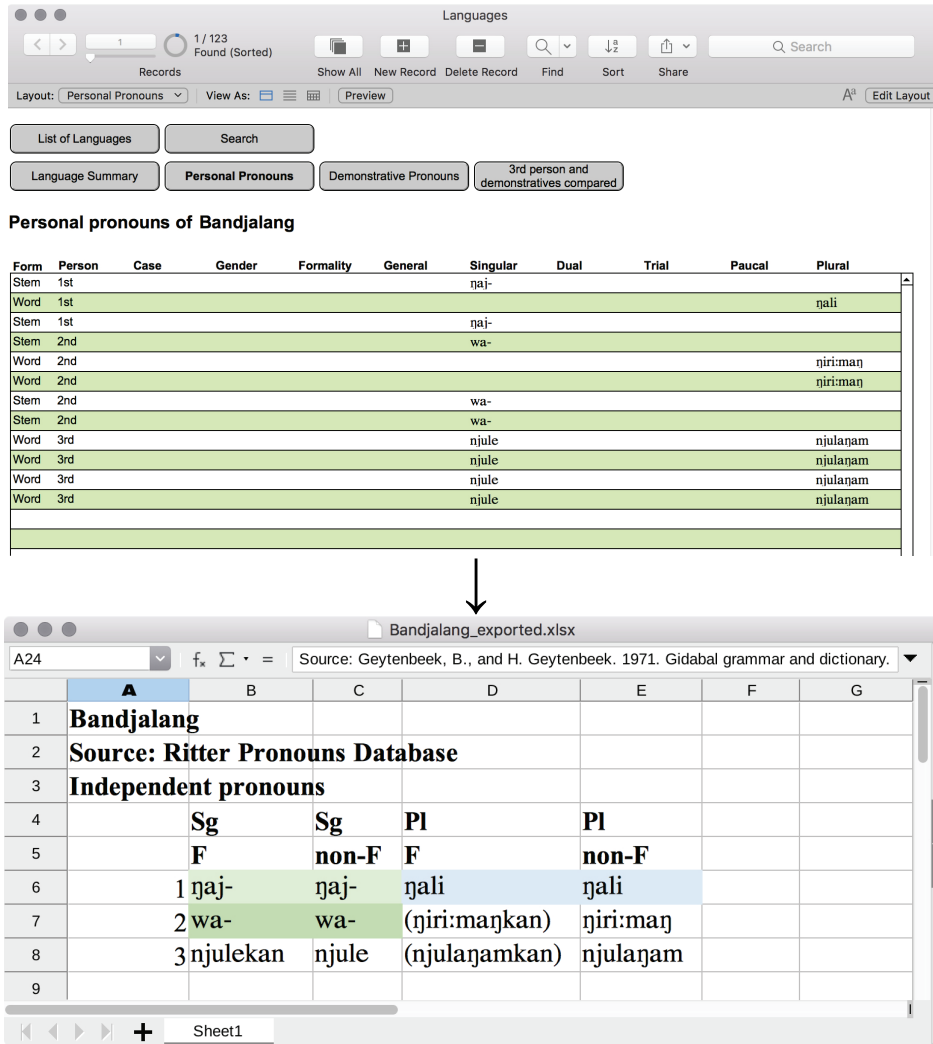 Languages
1
1 / 123
Found (Sorted)
Search
Records
Show All New Record Delete Record Find Sort Share
Layout: Personal Pronouns View As: Preview Aa Edit Layout
List of Languages Search
Language Summary Personal Pronouns Demonstrative Pronouns 3rd person and demonstratives compared
Personal pronouns of Bandjalang
Form Person Case Gender Formality General Singular Dual Trial Paucal Plural
Stem 1st ŋaj-
Word 1st ŋali
Stem 1st ŋaj-
Stem 2nd wa-
Word 2nd ŋiri:maŋ
Word 2nd ŋiri:maŋ
Stem 2nd wa-
Stem 2nd wa-
Word 3rd njule njulaŋam
Word 3rd njule njulaŋam
Word 3rd njule njulaŋam
Word 3rd njule njulaŋam
Bandjalang_exported.xlsx
A24 fx Σ = Source: Geytenbeek, B., and H. Geytenbeek. 1971. Gidabal grammar and dictionary.
A B C D E F G
1 Bandjalang
2 Source: Ritter Pronouns Database
3 Independent pronouns
4 Sg Sg Pl Pl
5 F non-F F non-F
6 1 ŋaj- ŋaj- ŋali ŋali
7 2 wa- wa- (ŋiri:maŋkan) ŋiri:maŋ
8 3 njulekan njule (njulaŋamkan) njulaŋam
9
Sheet1